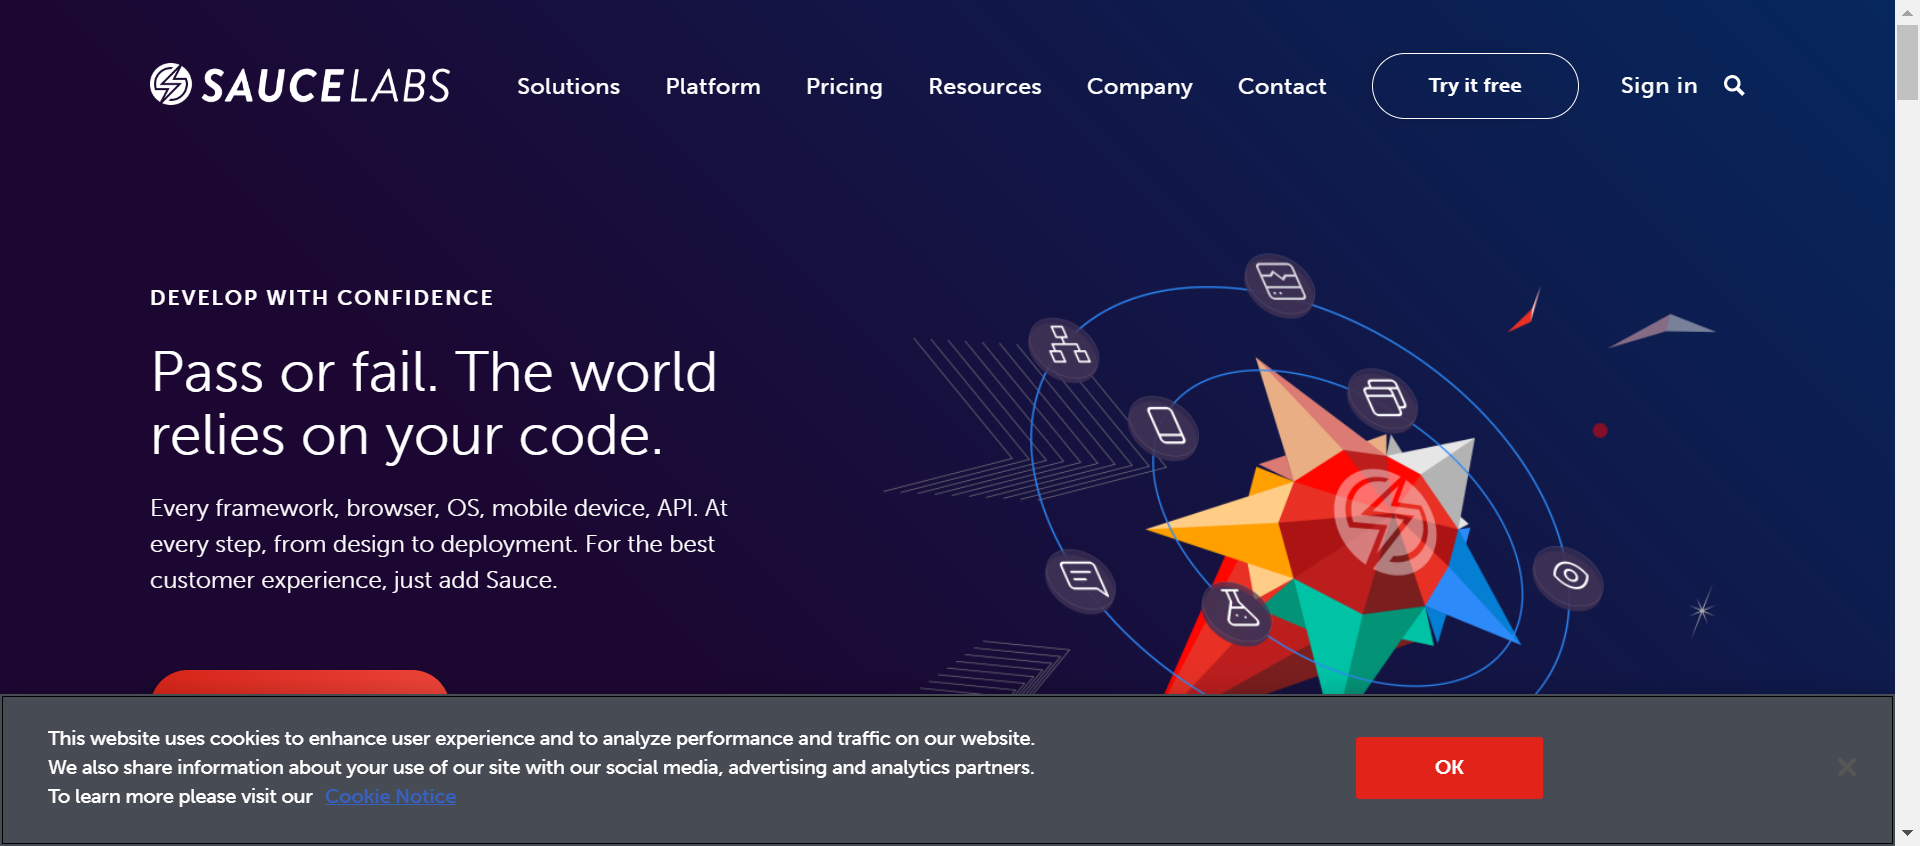 SAUCELABS
Solutions
Platform
Pricing
Resources
Company
Contact
Try it free
Sign in
DEVELOP WITH CONFIDENCE
Pass or fail. The world
relies on your code.
Every framework, browser, OS, mobile device, API. At
every step, from design to deployment. For the best
customer experience, just add Sauce.
This website uses cookies to enhance user experience and to analyze performance and traffic on our website.
We also share information about your use of our site with our social media, advertising and analytics partners.
To learn more please visit our Cookie Notice
OK